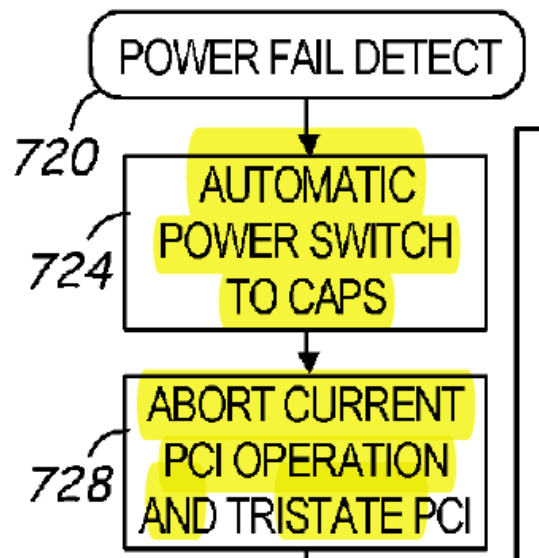 POWER FAIL DETECT
720
AUTOMATIC
POWER SWITCH
TO CAPS
724
ABORT CURRENT
PCI OPERATION
AND TRISTATE PCI
728